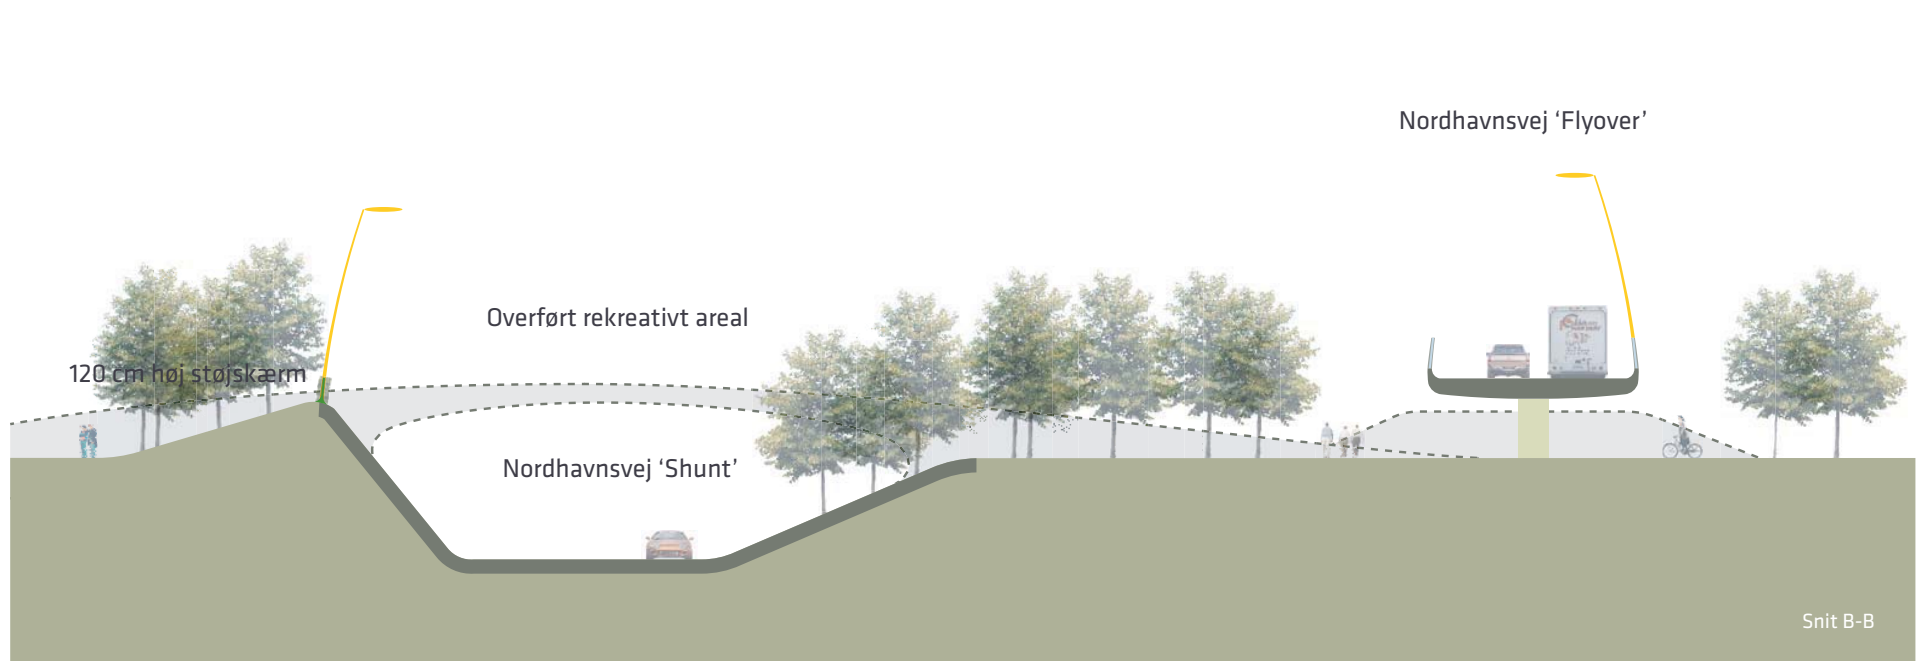 Nordhavnsvej ‘Flyover’
Overført rekreativt areal
120 cm høj støjskærm
Nordhavnsvej ‘Shunt’
Snit B-B